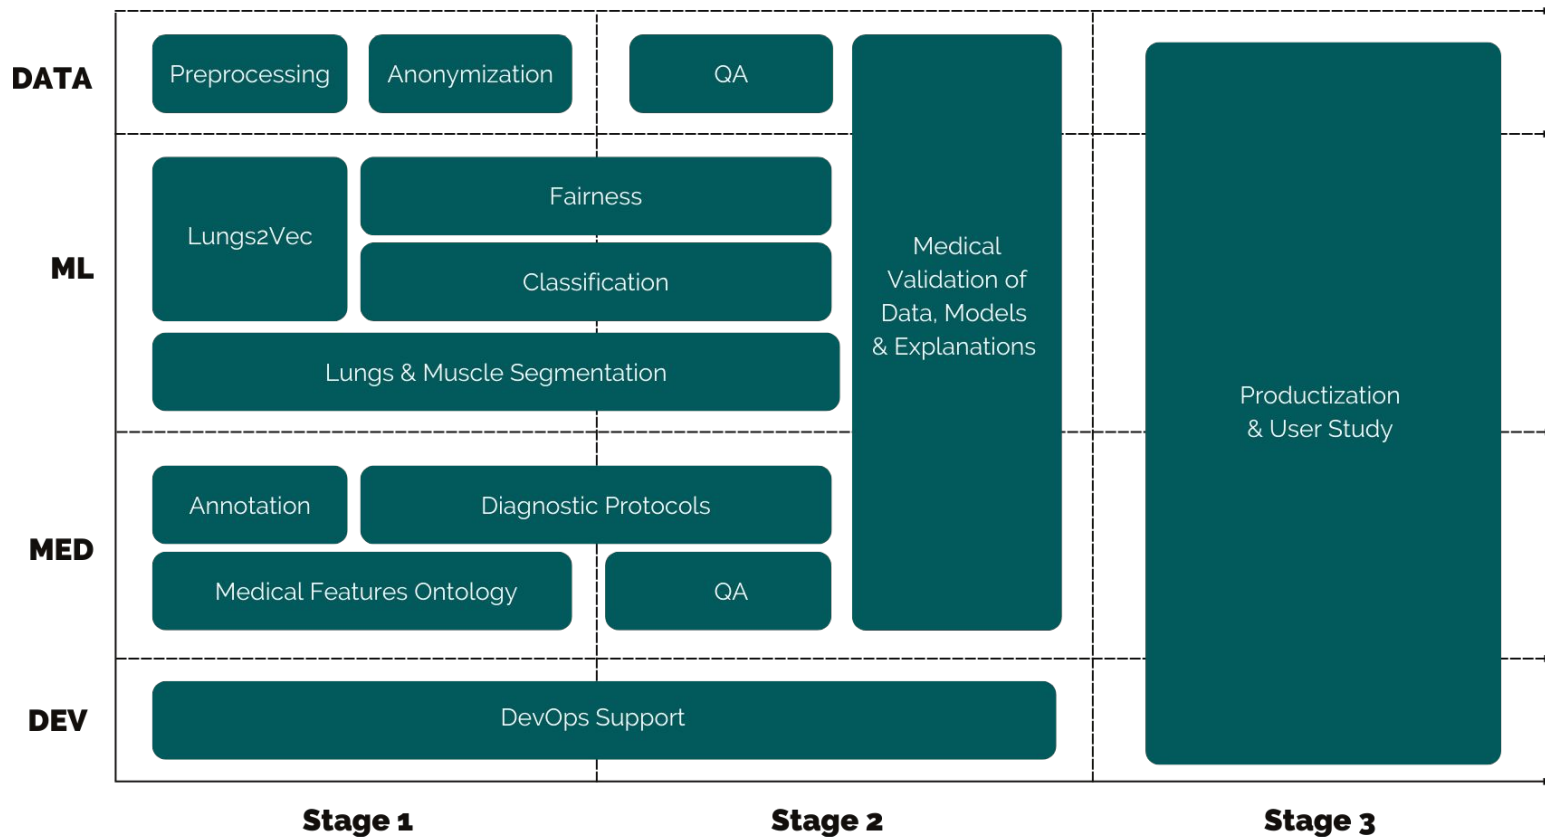 DATA
Preprocessing
Anonymization
QA
ML
Lungs2Vec
Fairness
Classification
Lungs & Muscle Segmentation
Medical
Validation of
Data, Models
& Explanations
Productization
& User Study
MED
Annotation
Diagnostic Protocols
Medical Features Ontology
QA
DEV
DevOps Support
Stage 1
Stage 2
Stage 3